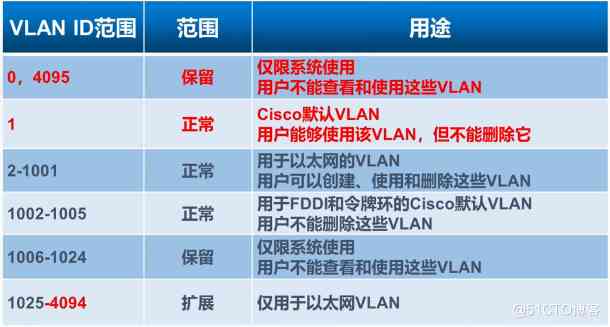 VLAN ID范围 范围 用途
0，4095 保留 仅限系统使用
用户不能查看和使用这些VLAN
1 正常 Cisco默认VLAN
用户能够使用该VLAN，但不能删除它
2-1001 正常 用于以太网的VLAN
用户可以创建、使用和删除这些VLAN
1002-1005 正常 用于FDDI和令牌环的Cisco默认VLAN
用户不能删除这些VLAN
1006-1024 保留 仅限系统使用
用户不能查看和使用这些VLAN
1025-4094 扩展 仅用于以太网VLAN
@51CTO博客